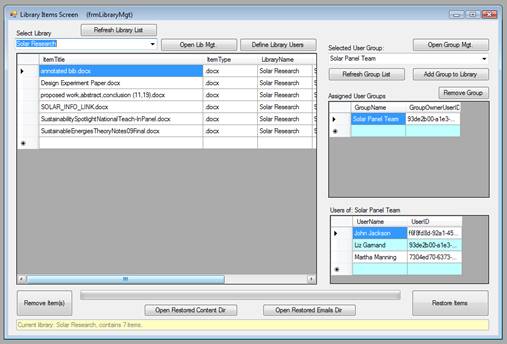 Library Items Screen (frmLibraryMgt)
Refresh Library List
Select Library
Solar Research
Open Lib Mgt.
Define Library Users
ItemTitle ItemType LibraryName
annotated bib.docx .docx Solar Research S
Design Experiment Paper.docx .docx Solar Research S
proposed work,abstract,conclusion (11,19).docx .docx Solar Research S
SOLAR_INFO_LINK.docx .docx Solar Research S
SustainabilitySpotlightNationalTeach-InPanel.docx .docx Solar Research S
SustainableEnergiesTheoryNotes09Final.docx .docx Solar Research S
Selected User Group:
Open Group Mgt.
Solar Panel Team
Refresh Group List
Add Group to Library
Assigned User Groups
Remove Group
GroupName GroupOwnerUserID
Solar Panel Team 93de2b00-a1e3-...
Users of: Solar Panel Team
UserName UserID
John Jackson f6f8fd8d-92a1-45...
Liz Gamand 93de2b00-a1e3-...
Martha Manning 7304ed70-6373-...
Remove Item(s)
Open Restored Content Dir
Open Restored Emails Dir
Restore Items
Current library: Solar Research, contains 7 items.